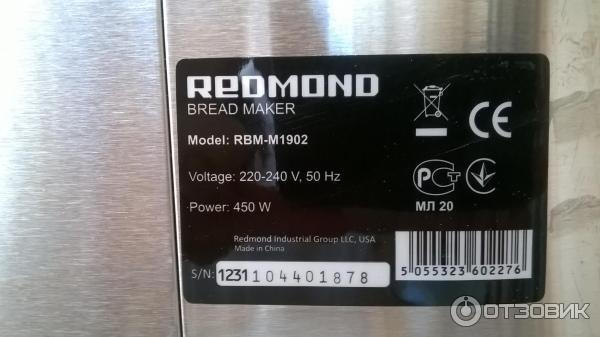 REDMOND
BREAD MAKER
Model: RBM-M1902
Voltage: 220-240 V, 50 Hz
Power: 450 W
CE
РСТ
МЛ 20
Redmond Industrial Group LLC, USA
Made in China
S/N: 1231104401878
5 055323 602276
ОТЗОВИК